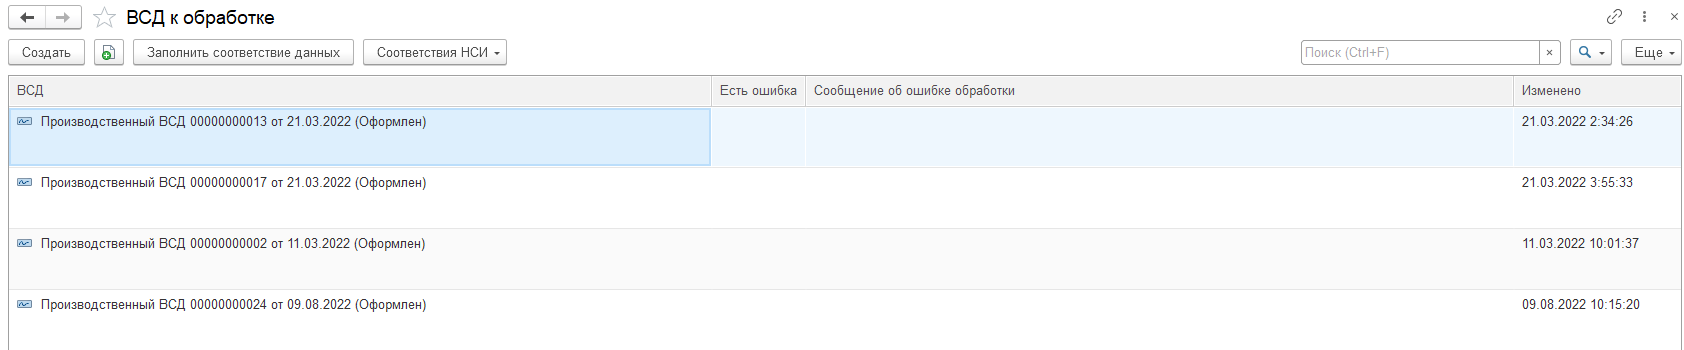 ВСД к обработке
Создать Заполнить соответствие данных Соответствия НСИ Поиск (Ctrl+F) × Еще
ВСД Есть ошибка Сообщение об ошибке обработки Изменено
Производственный ВСД 00000000013 от 21.03.2022 (Оформлен) 21.03.2022 2:34:26
Производственный ВСД 00000000017 от 21.03.2022 (Оформлен) 21.03.2022 3:55:33
Производственный ВСД 00000000002 от 11.03.2022 (Оформлен) 11.03.2022 10:01:37
Производственный ВСД 00000000024 от 09.08.2022 (Оформлен) 09.08.2022 10:15:20